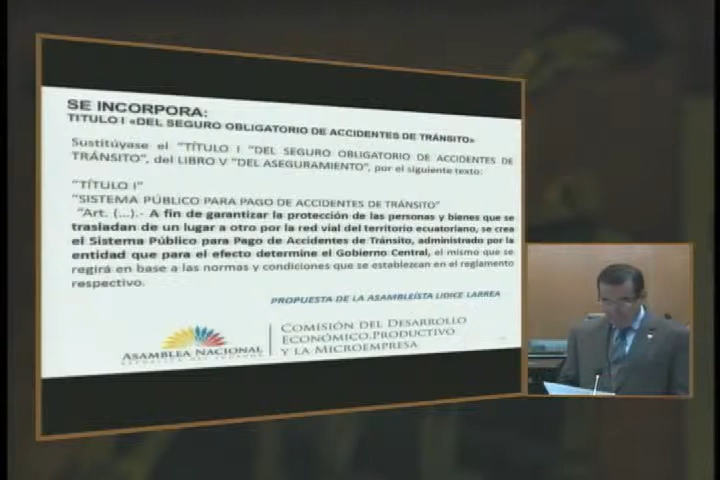 SE INCORPORA:
TITULO I «DEL SEGURO OBLIGATORIO DE ACCIDENTES DE TRÁNSITO»
Sustitúyase el "TÍTULO I "DEL SEGURO OBLIGATORIO DE ACCIDENTES DE
TRÁNSITO", del LIBRO V "DEL ASEGURAMIENTO", por el siguiente texto:
"TÍTULO I"
"SISTEMA PÚBLICO PARA PAGO DE ACCIDENTES DE TRÁNSITO"
"Art. (...).- A fin de garantizar la protección de las personas y bienes que se
trasladan de un lugar a otro por la red vial del territorio ecuatoriano, se crea
el Sistema Público para Pago de Accidentes de Tránsito, administrado por la
entidad que para el efecto determine el Gobierno Central, el mismo que se
regirá en base a las normas y condiciones que se establezcan en el reglamento
respectivo.
PROPUESTA DE LA ASAMBLEÍSTA LIDICE LARREA
ASAMBLEA NACIONAL
REPÚBLICA DEL ECUADOR
COMISIÓN DEL DESARROLLO
ECONÓMICO, PRODUCTIVO
Y LA MICROEMPRESA